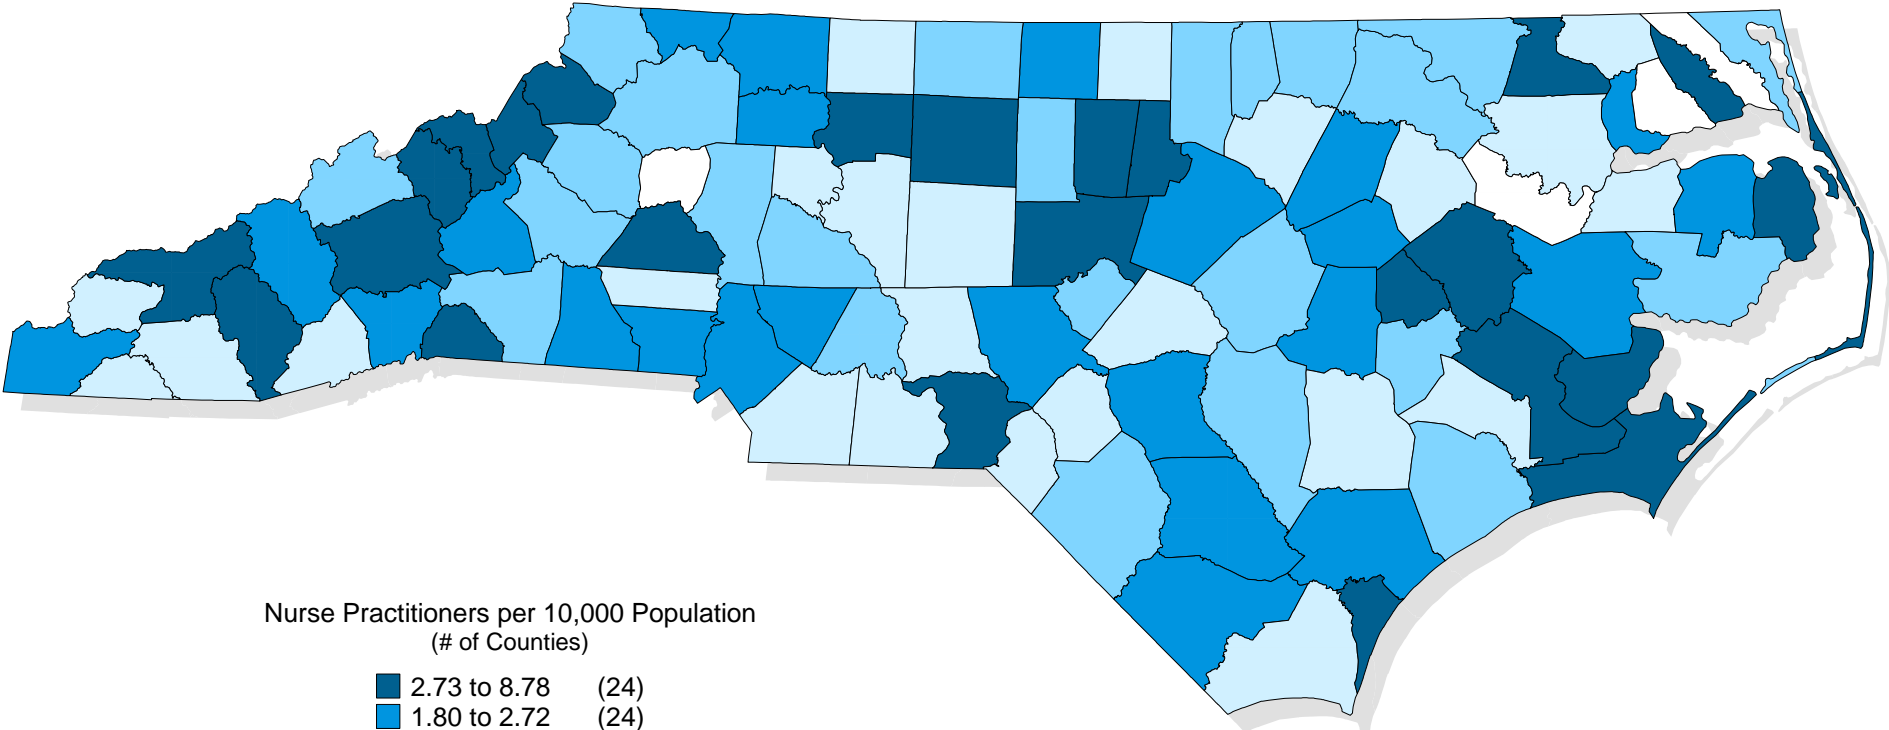 Nurse Practitioners per 10,000 Population
(# of Counties)
2.73 to 8.78 (24)
1.80 to 2.72 (24)